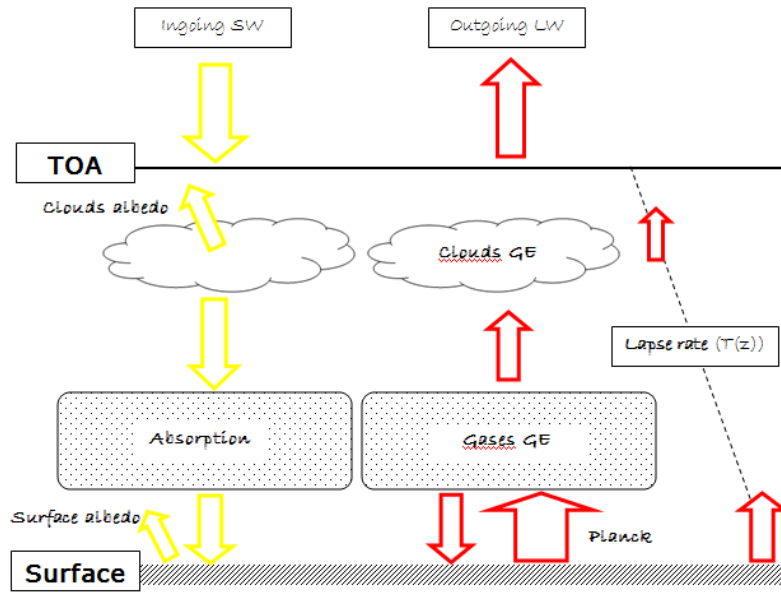 Ingoing SW
Outgoing LW
TOA
Clouds albedo
Clouds GE
Lapse rate (T(z))
Absorption
Gases GE
Surface albedo
Planck
Surface